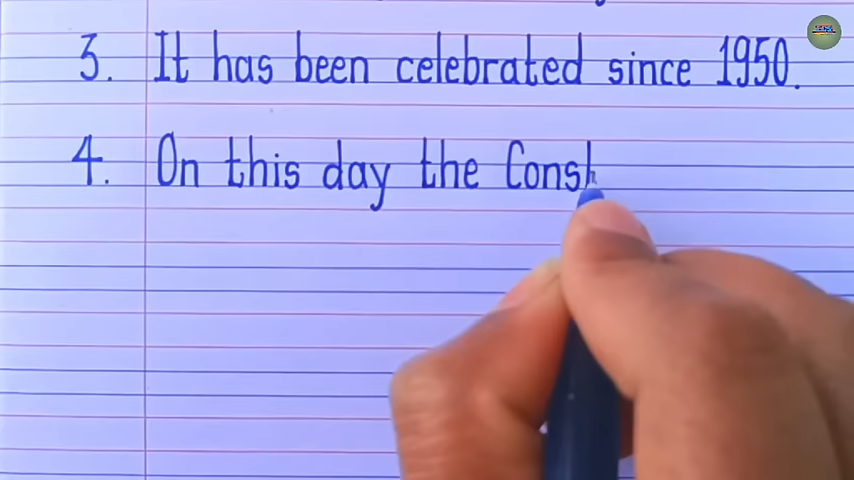 3. It has been celebrated since 1950.
4. On this day the Const